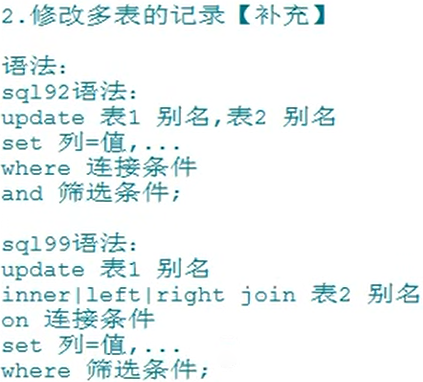 2.修改多表的记录【补充】
语法：
sql92语法：
update 表1 别名,表2 别名
set 列=值,...
where 连接条件
and 筛选条件;
sql99语法：
update 表1 别名
inner|left|right join 表2 别名
on 连接条件
set 列=值,...
where 筛选条件;